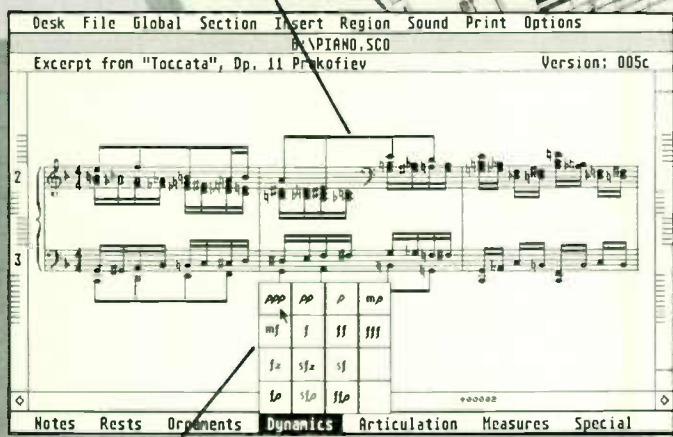 Desk File Global Section Insert Region Sound Print Options
A:\PIANO.SCO
Excerpt from "Toccata", Op. 11 Prokofiev Version: 005c
2
3
ppp pp p mp
mf f ff fff
fz sfz sf
fp sfp ffp
Notes Rests Ornaments Dynamics Articulation Measures Special